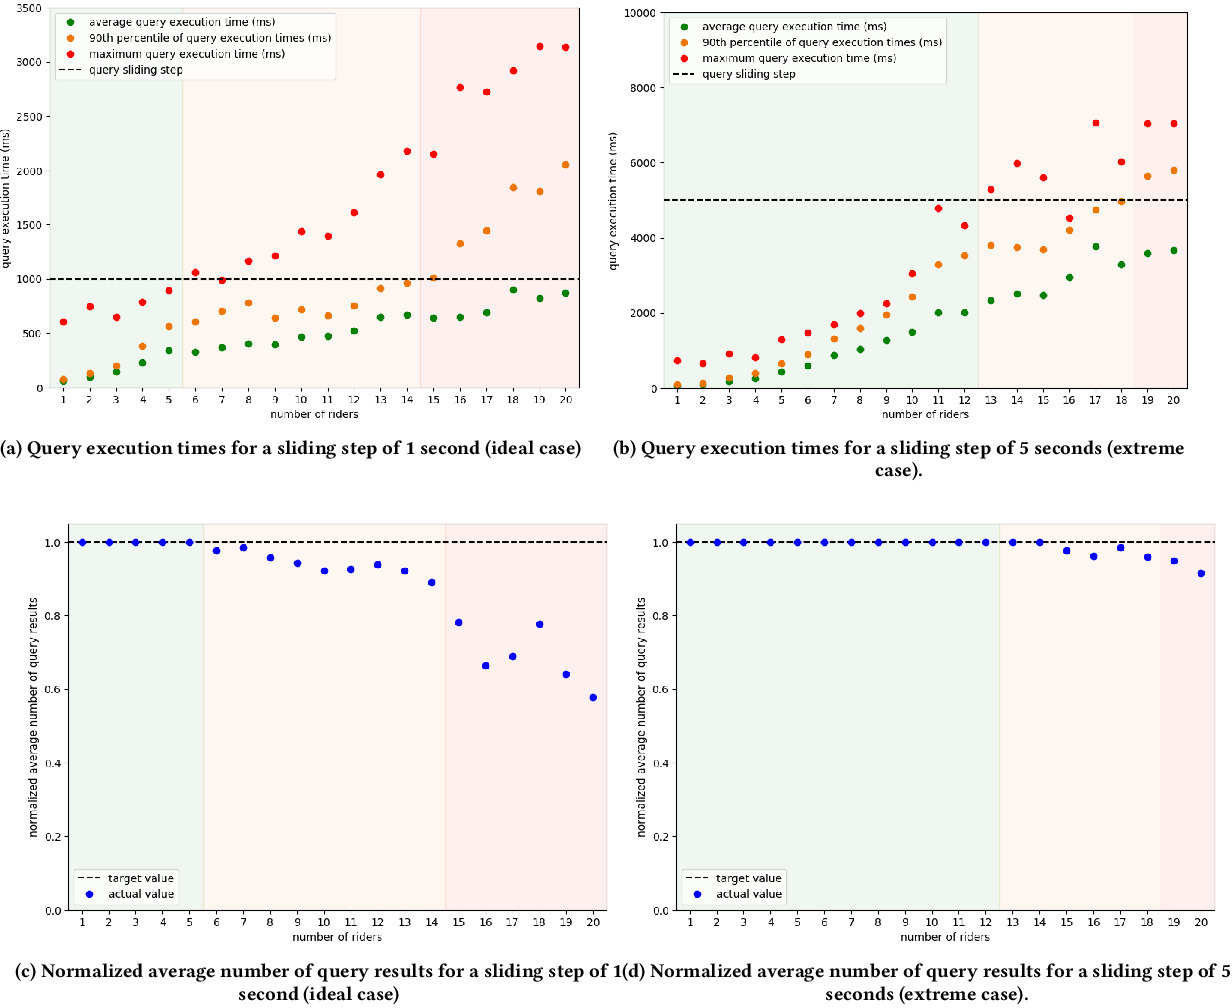 3500
3000
2500
2000
1500
1000
500
0
query execution time (ms)
average query execution time (ms)
90th percentile of query execution times (ms)
maximum query execution time (ms)
query sliding step
1 2 3 4 5 6 7 8 9 10 11 12 13 14 15 16 17 18 19 20
number of riders
(a) Query execution times for a sliding step of 1 second (ideal case)
10000
8000
6000
4000
2000
0
query execution time (ms)
average query execution time (ms)
90th percentile of query execution times (ms)
maximum query execution time (ms)
query sliding step
1 2 3 4 5 6 7 8 9 10 11 12 13 14 15 16 17 18 19 20
number of riders
(b) Query execution times for a sliding step of 5 seconds (extreme
case).
1.0
0.8
0.6
0.4
0.2
0.0
normalized average number of query results
target value
actual value
1 2 3 4 5 6 7 8 9 10 11 12 13 14 15 16 17 18 19 20
number of riders
(c) Normalized average number of query results for a sliding step of 1
second (ideal case)
1.0
0.8
0.6
0.4
0.2
0.0
normalized average number of query results
target value
actual value
1 2 3 4 5 6 7 8 9 10 11 12 13 14 15 16 17 18 19 20
number of riders
(d) Normalized average number of query results for a sliding step of 5
seconds (extreme case).